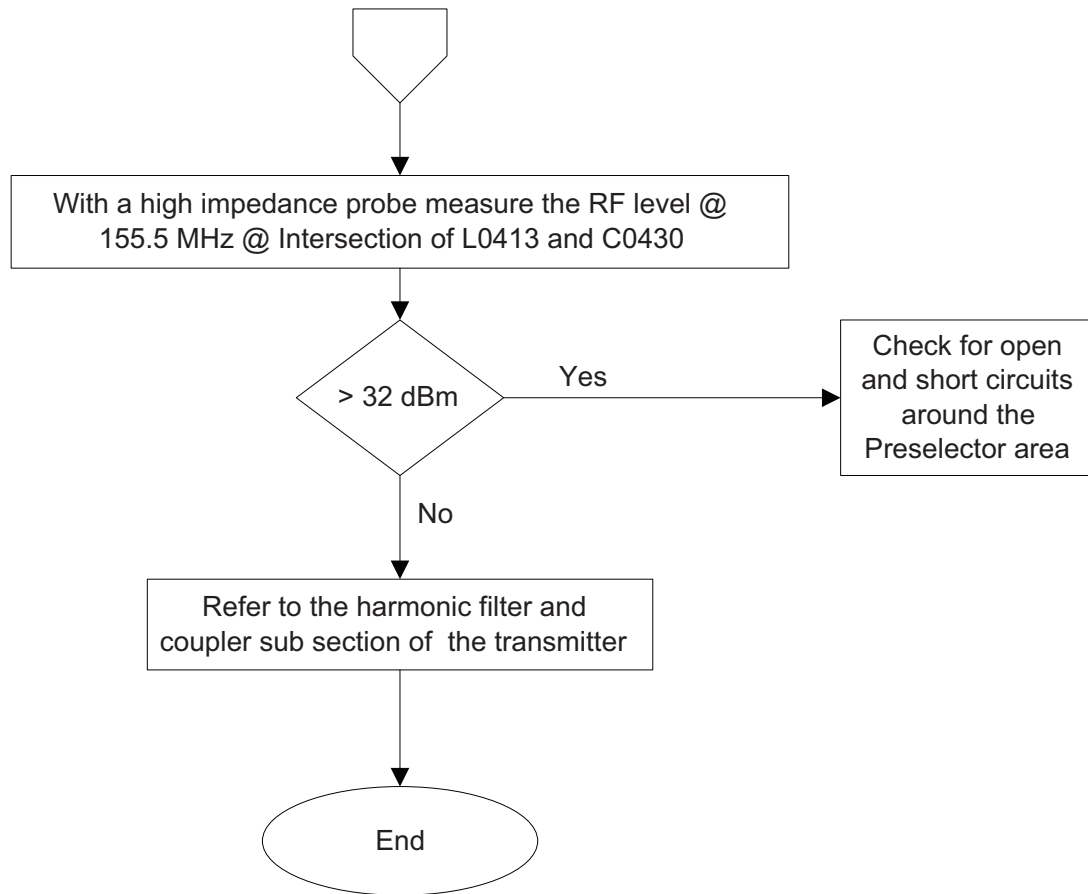 With a high impedance probe measure the RF level @
155.5 MHz @ Intersection of L0413 and C0430
> 32 dBm
Yes
Check for open
and short circuits
around the
Preselector area
No
Refer to the harmonic filter and
coupler sub section of  the transmitter
End